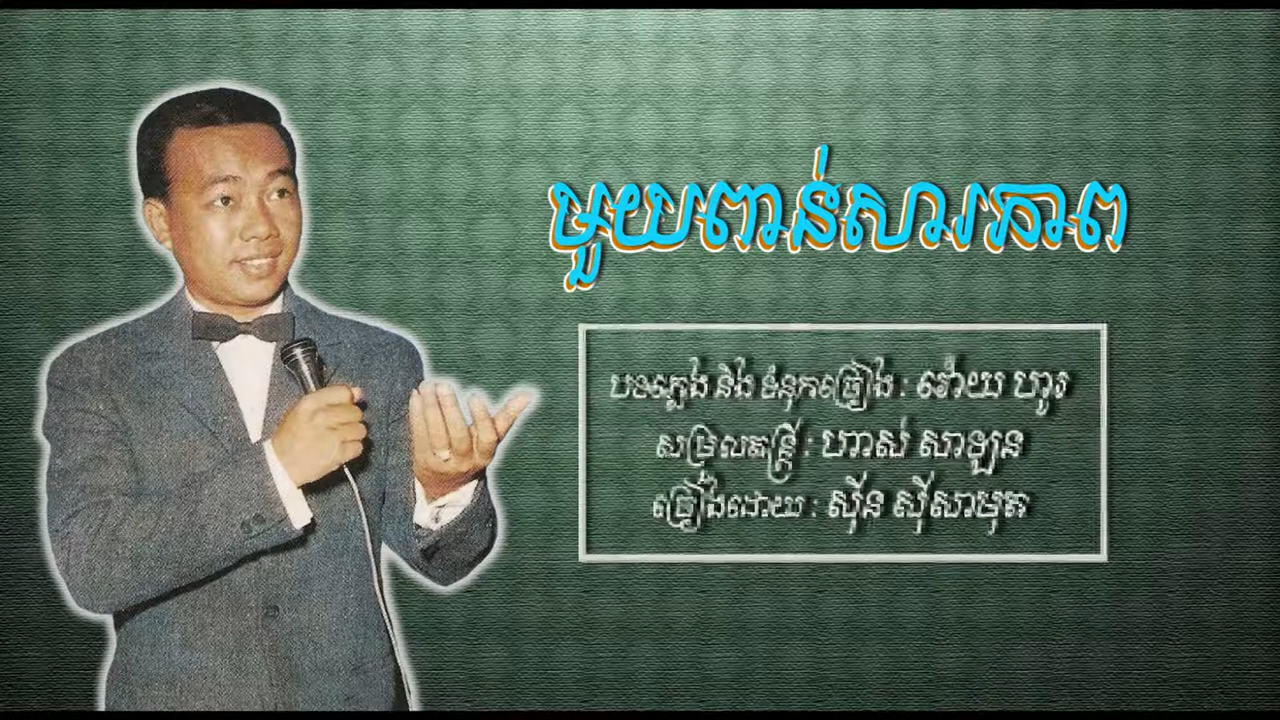 មួយពាន់សារភាព
បទភ្លេង និង ទំនុកច្រៀង : វ៉ោយ ហូរ
សម្រួលតន្ត្រី : ហាស់ សាឡន
ច្រៀងដោយ : ស៊ីន ស៊ីសាមុត